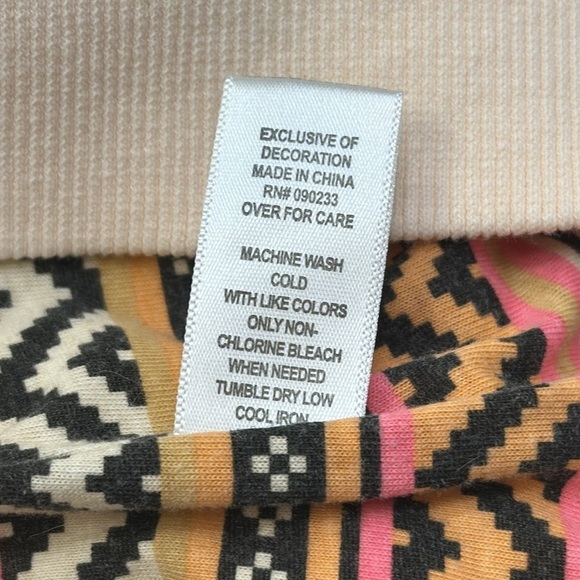 EXCLUSIVE OF
DECORATION
MADE IN CHINA
RN# 090233
OVER FOR CARE
MACHINE WASH
COLD
WITH LIKE COLORS
ONLY NON-
CHLORINE BLEACH
WHEN NEEDED
TUMBLE DRY LOW
COOL IRON